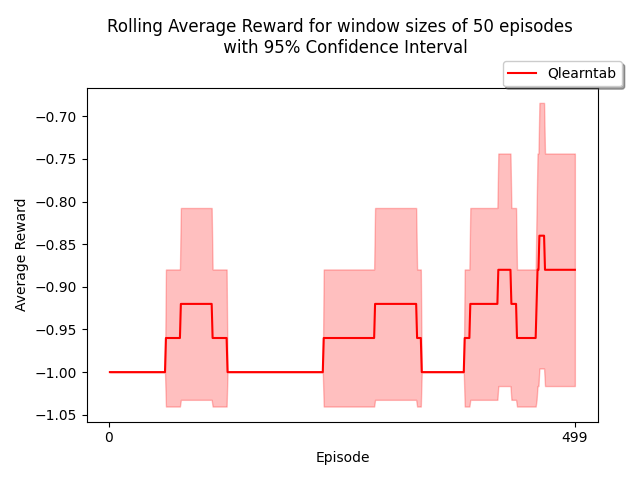 Rolling Average Reward for window sizes of 50 episodes
with 95% Confidence Interval
Qlearntab
−0.70
−0.75
−0.80
−0.85
−0.90
−0.95
−1.00
−1.05
Average Reward
0
499
Episode